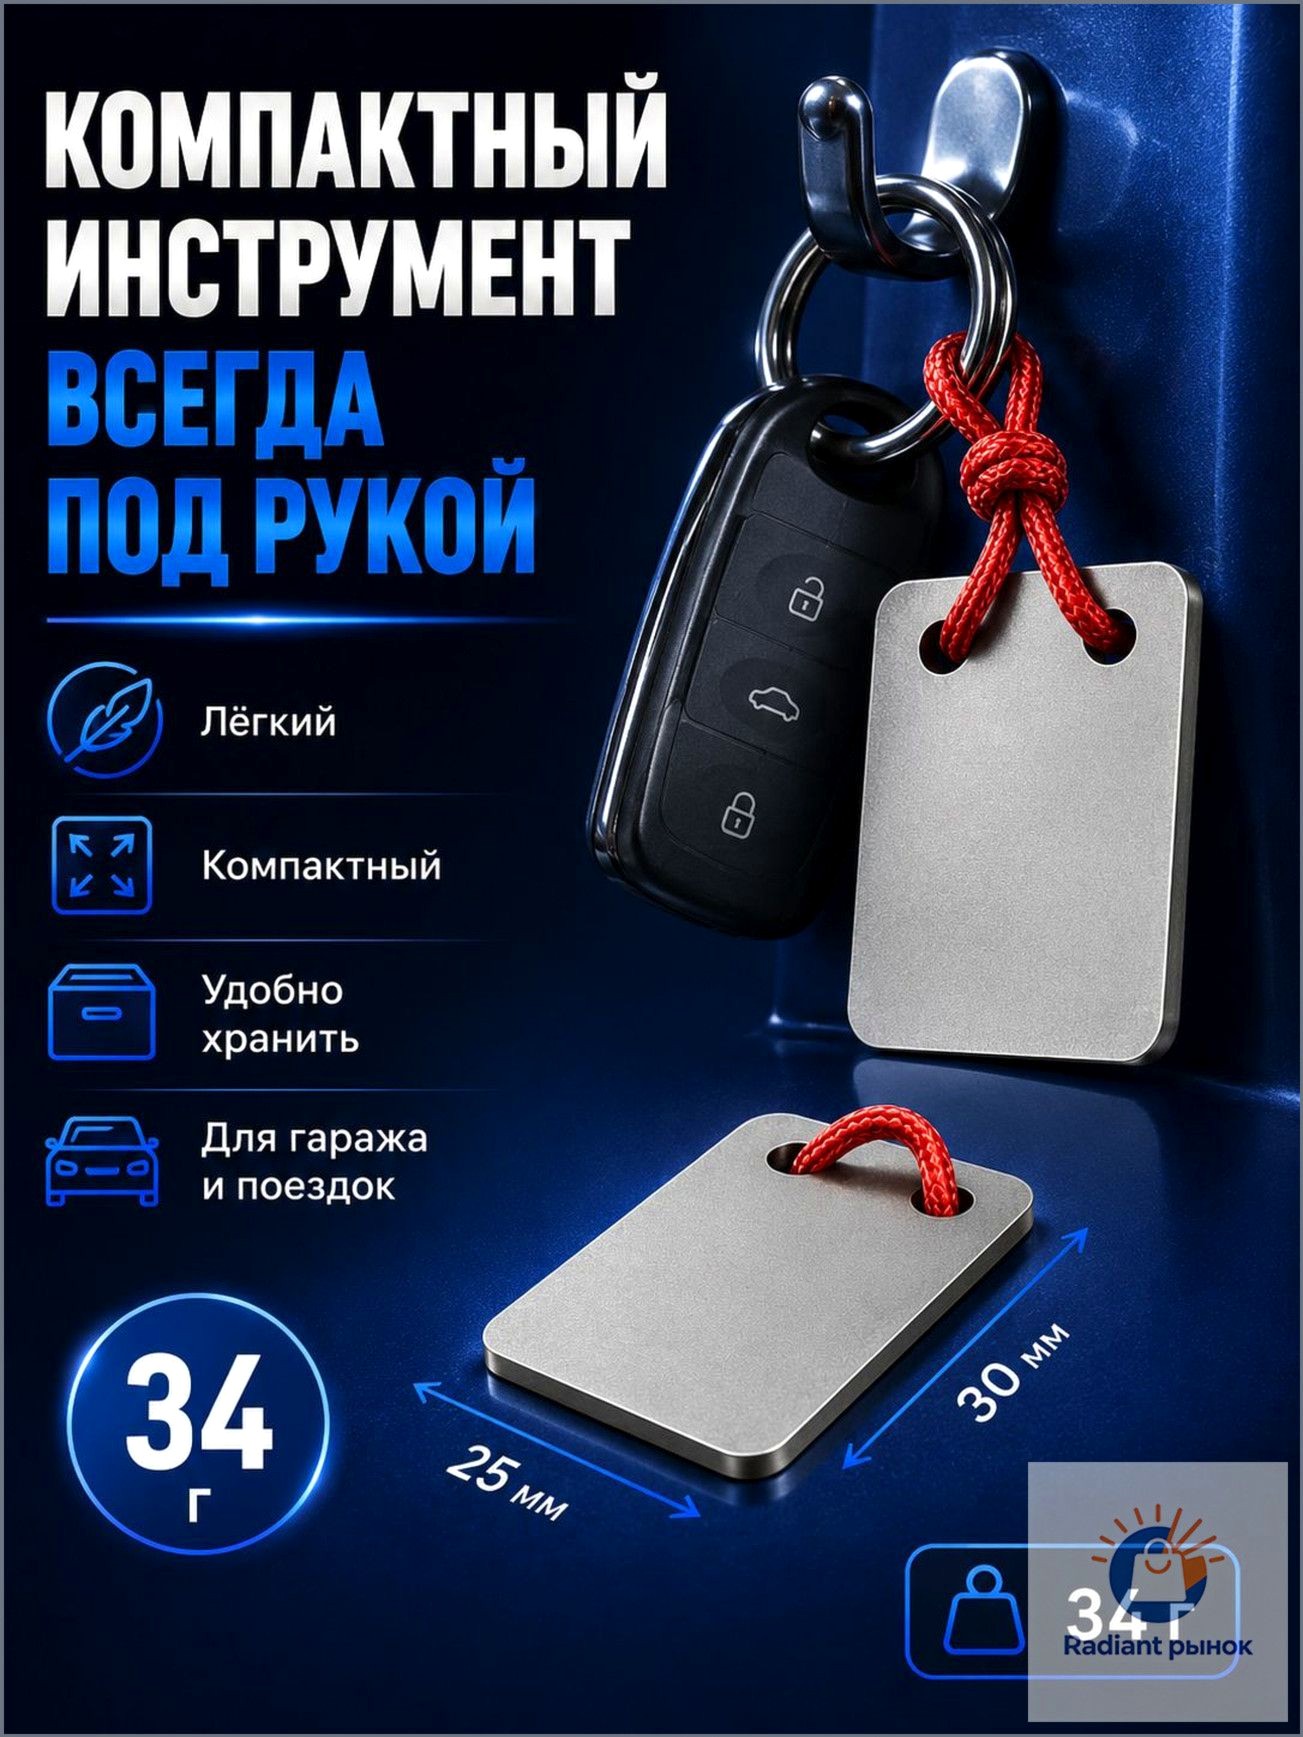 КОМПАКТНЫЙ
ИНСТРУМЕНТ
ВСЕГДА
ПОД РУКОЙ
Лёгкий
Компактный
Удобно
хранить
Для гаража
и поездок
34
г
25 мм
30 мм
34 г
Radiant рынок